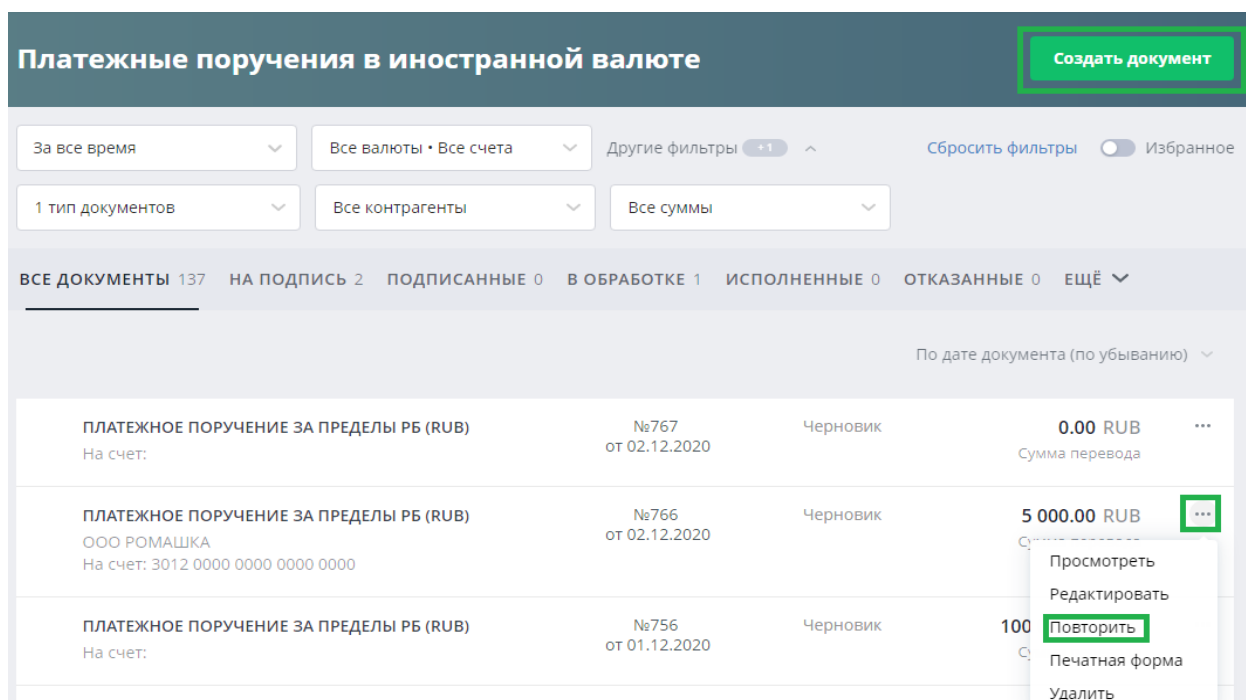 Платежные поручения в иностранной валюте
Создать документ
За все время
Все валюты • Все счета
Другие фильтры +1
Сбросить фильтры
Избранное
1 тип документов
Все контрагенты
Все суммы
ВСЕ ДОКУМЕНТЫ 137 НА ПОДПИСЬ 2 ПОДПИСАННЫЕ 0 В ОБРАБОТКЕ 1 ИСПОЛНЕННЫЕ 0 ОТКАЗАННЫЕ 0 ЕЩЁ
По дате документа (по убыванию)
ПЛАТЕЖНОЕ ПОРУЧЕНИЕ ЗА ПРЕДЕЛЫ РБ (RUB)
На счет:
№767
от 02.12.2020
Черновик
0.00 RUB
Сумма перевода
ПЛАТЕЖНОЕ ПОРУЧЕНИЕ ЗА ПРЕДЕЛЫ РБ (RUB)
ООО РОМАШКА
На счет: 3012 0000 0000 0000 0000
№766
от 02.12.2020
Черновик
5 000.00 RUB
Просмотреть
Редактировать
Повторить
Печатная форма
Удалить
ПЛАТЕЖНОЕ ПОРУЧЕНИЕ ЗА ПРЕДЕЛЫ РБ (RUB)
На счет:
№756
от 01.12.2020
Черновик
100